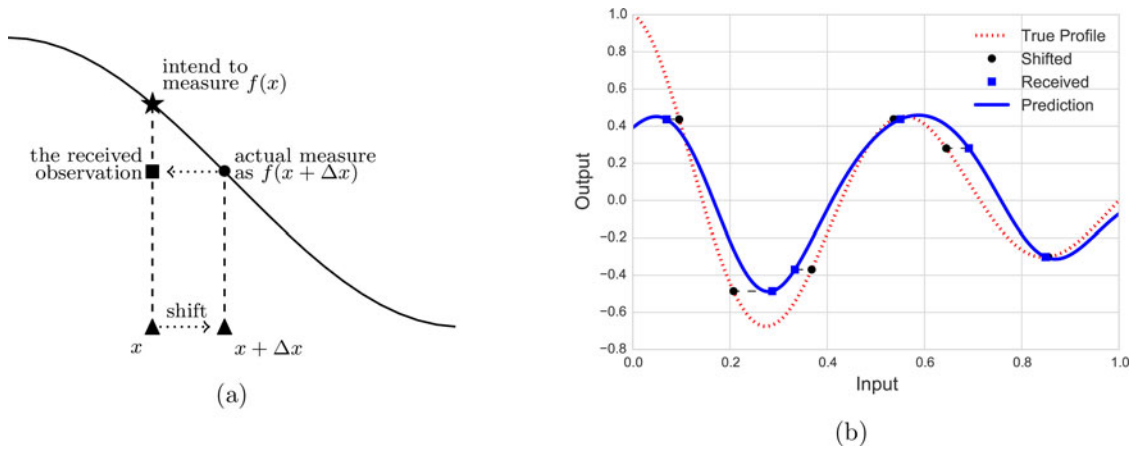 intend to
measure f(x)
the received
observation
actual measure
as f(x + Δx)
shift
x
x + Δx
(a)
True Profile
Shifted
Received
Prediction
1.0
0.8
0.6
0.4
0.2
0.0
−0.2
−0.4
−0.6
−0.8
Output
0.0 0.2 0.4 0.6 0.8 1.0
Input
(b)